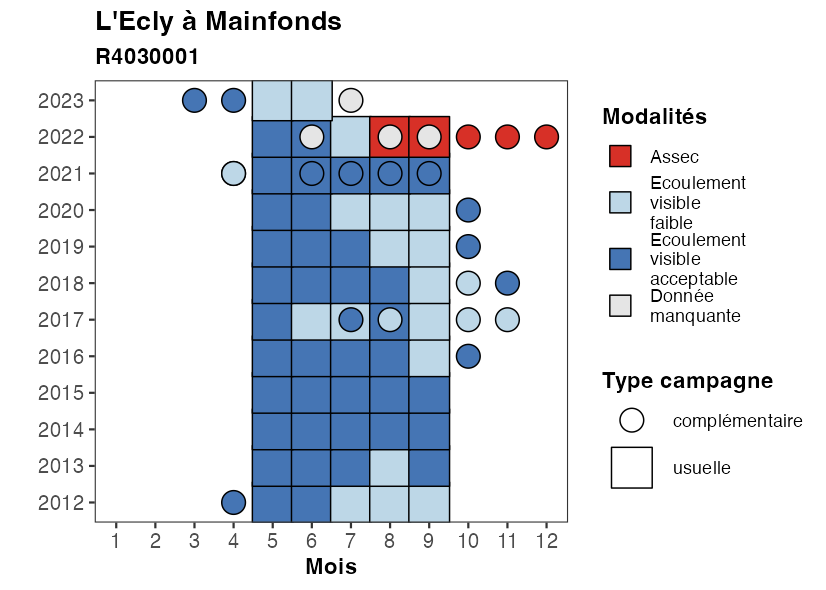 L'Ecly à Mainfonds
R4030001
2023
2022
2021
2020
2019
2018
2017
2016
2015
2014
2013
2012
1 2 3 4 5 6 7 8 9 10 11 12
Mois
Modalités
Assec
Ecoulement
visible
faible
Ecoulement
visible
acceptable
Donnée
manquante
Type campagne
complémentaire
usuelle